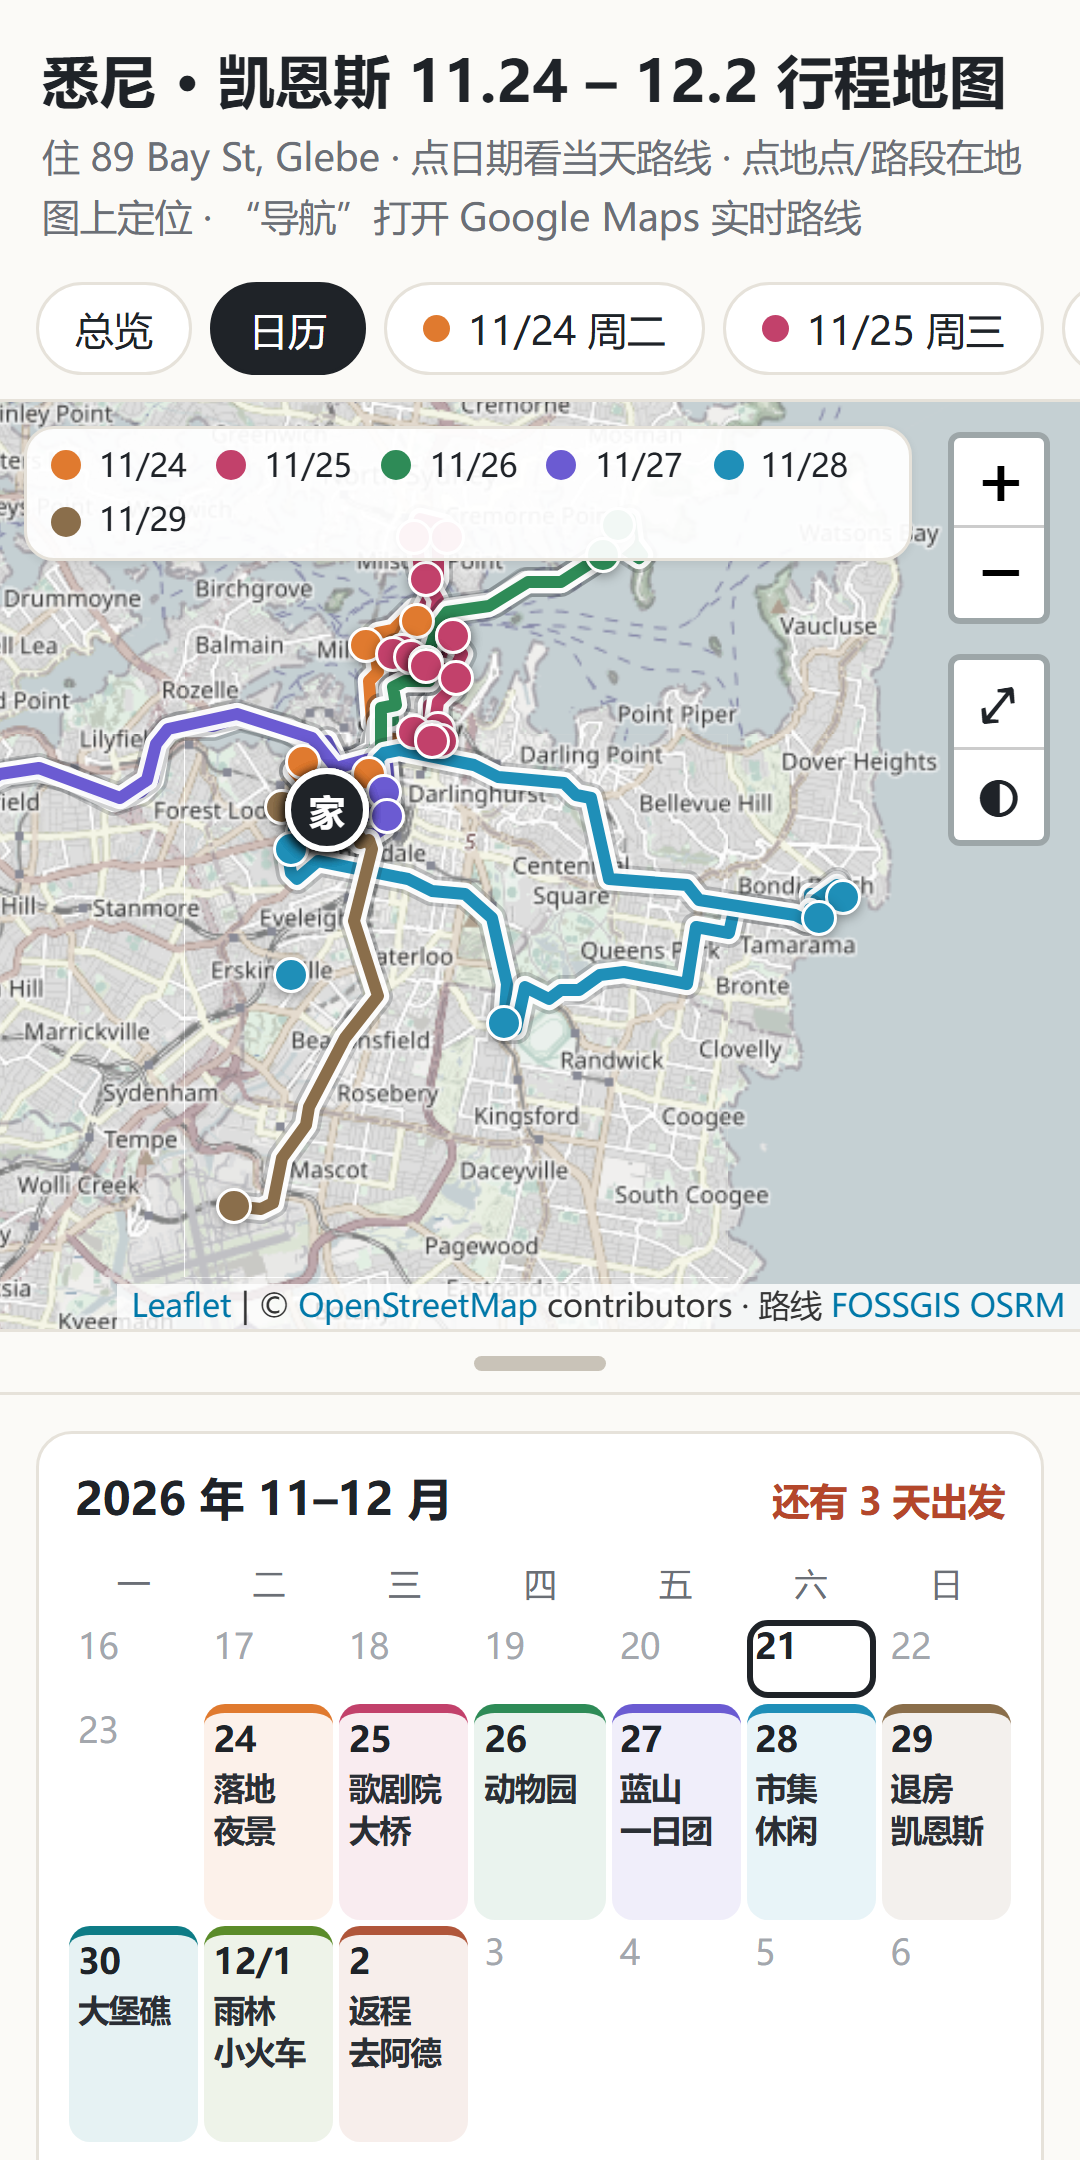 悉尼 · 凯恩斯 11.24 – 12.2 行程地图
住 89 Bay St, Glebe · 点日期看当天路线 · 点地点/路段在地
图上定位 · “导航” 打开 Google Maps 实时路线
总览
日历
11/24 周二
11/25 周三
Cremorne
inley Point
Greenwich
Mosman
11/24
11/25
11/26
11/27
11/28
11/29
Watsons Bay
Birchgrove
Drummoyne
Balmain
Vaucluse
ell Lea
Rozelle
d Point
Point Piper
Darling Point
Dover Heights
Darlinghurst
Bellevue Hill
家
5
Square
Hill
Stanmore
Queens Park
Tamarama
Hill
Bronte
Marrickville
Clovelly
Randwick
Sydenham
Rosebery
Kingsford
Coogee
Tempe
Mascot
Daceyville
Wolli Creek
South Coogee
Pagewood
Eastgardens
Leaflet | © OpenStreetMap contributors · 路线 FOSSGIS OSRM
2026 年 11–12 月
还有 3 天出发
一 二 三 四 五 六 日
16 17 18 19 20 21 22
23
24
落地
夜景
25
歌剧院
大桥
26
动物园
27
蓝山
一日团
28
市集
休闲
29
退房
凯恩斯
30
大堡礁
12/1
雨林
小火车
2
返程
去阿德
3 4 5 6